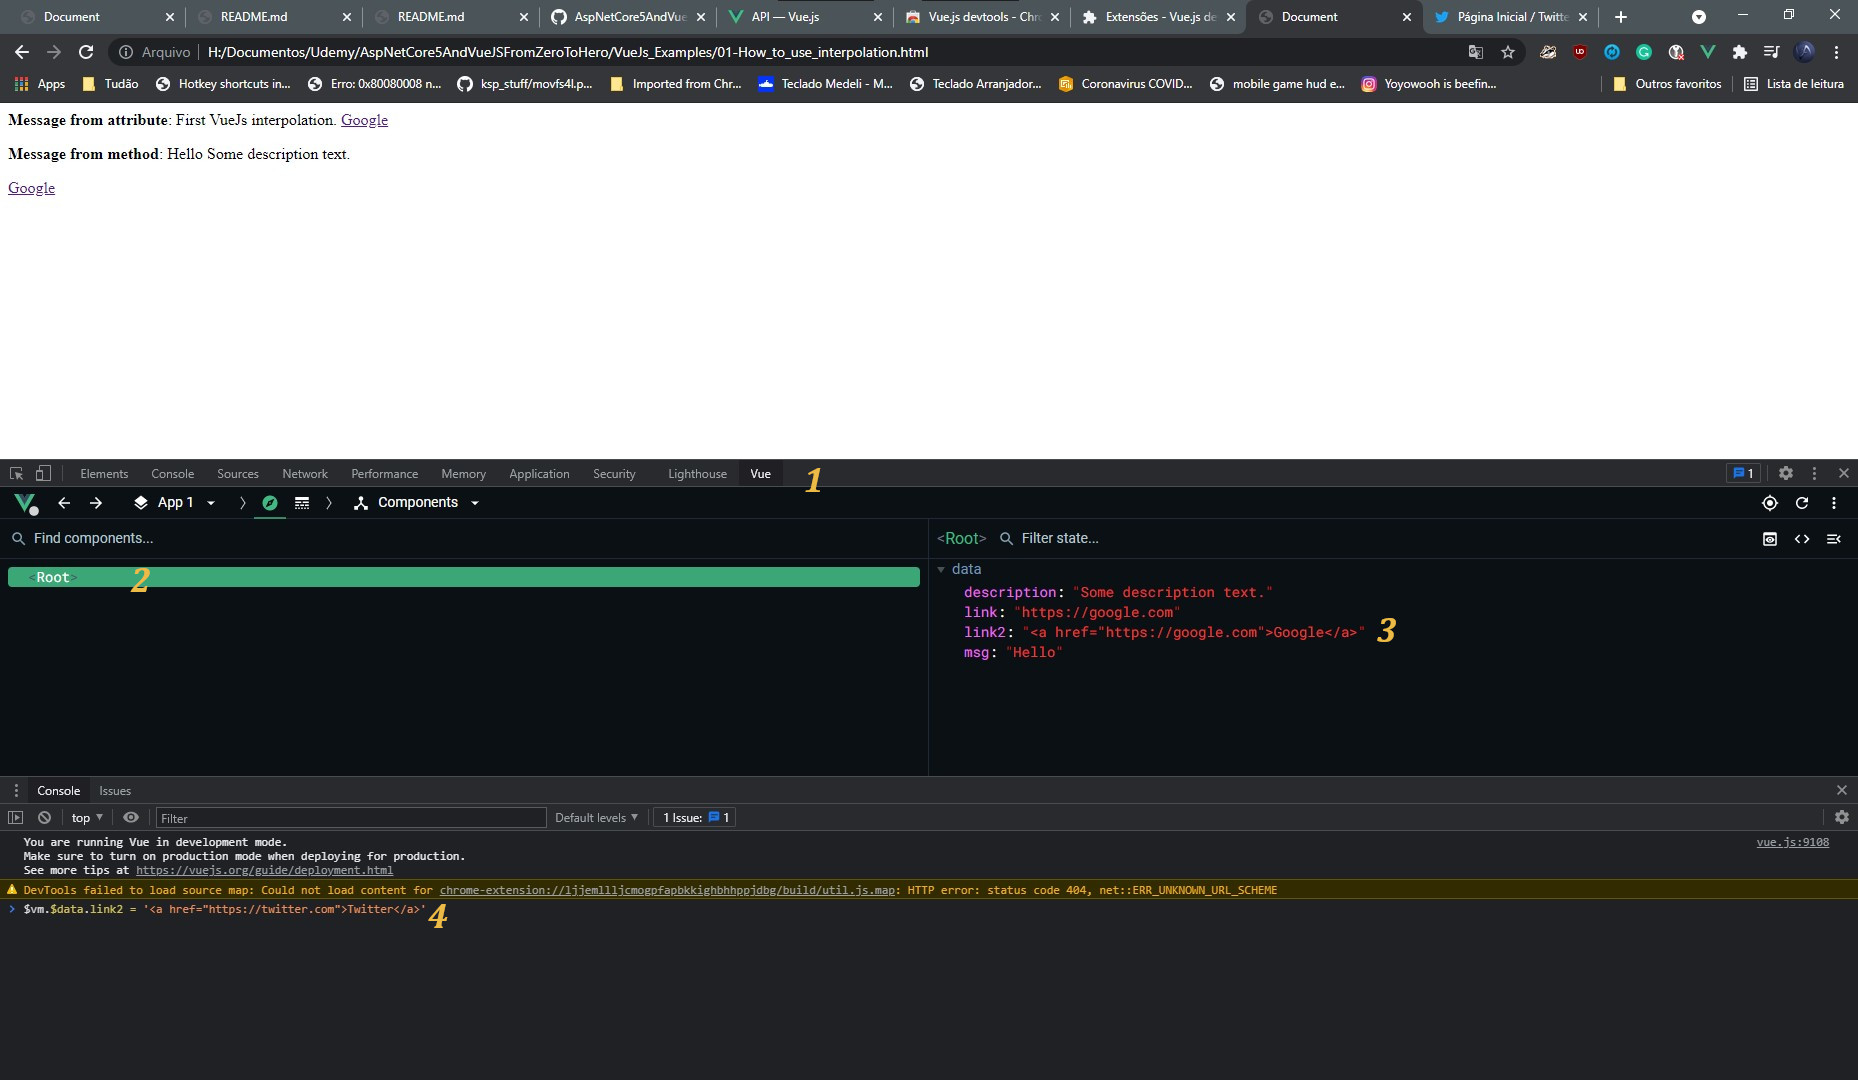 Document
README.md
README.md
AspNetCore5AndVue
API — Vue.js
Vue.js devtools - Chr
Extensões - Vue.js de
Document
Página Inicial / Twitte
Arquivo
H:/Documentos/Udemy/AspNetCore5AndVueJSFromZeroToHero/VueJs_Examples/01-How_to_use_interpolation.html
Apps
Tudão
Hotkey shortcuts in...
Erro: 0x80080008 n...
ksp_stuff/movfs4l.p...
Imported from Chr...
Teclado Medeli - M...
Teclado Arranjador...
Coronavirus COVID...
mobile game hud e...
Yoyowooh is beefin...
Outros favoritos
Lista de leitura
Message from attribute: First VueJs interpolation. Google
Message from method: Hello Some description text.
Google
Elements Console Sources Network Performance Memory Application Security Lighthouse Vue 1
1
App 1
Components
Find components...
<Root>
Filter state...
<Root> 2
data
description: "Some description text."
link: "https://google.com"
link2: "<a href="https://google.com">Google</a>" 3
msg: "Hello"
Console Issues
top
Filter
Default levels
1 Issue: 1
You are running Vue in development mode.
vue.js:9108
Make sure to turn on production mode when deploying for production.
See more tips at https://vuejs.org/guide/deployment.html
DevTools failed to load source map: Could not load content for chrome-extension://ljjemllljcmogpfapbkkighbhhppjdbg/build/util.js.map: HTTP error: status code 404, net::ERR_UNKNOWN_URL_SCHEME
> $vm.$data.link2 = '<a href="https://twitter.com">Twitter</a>' 4